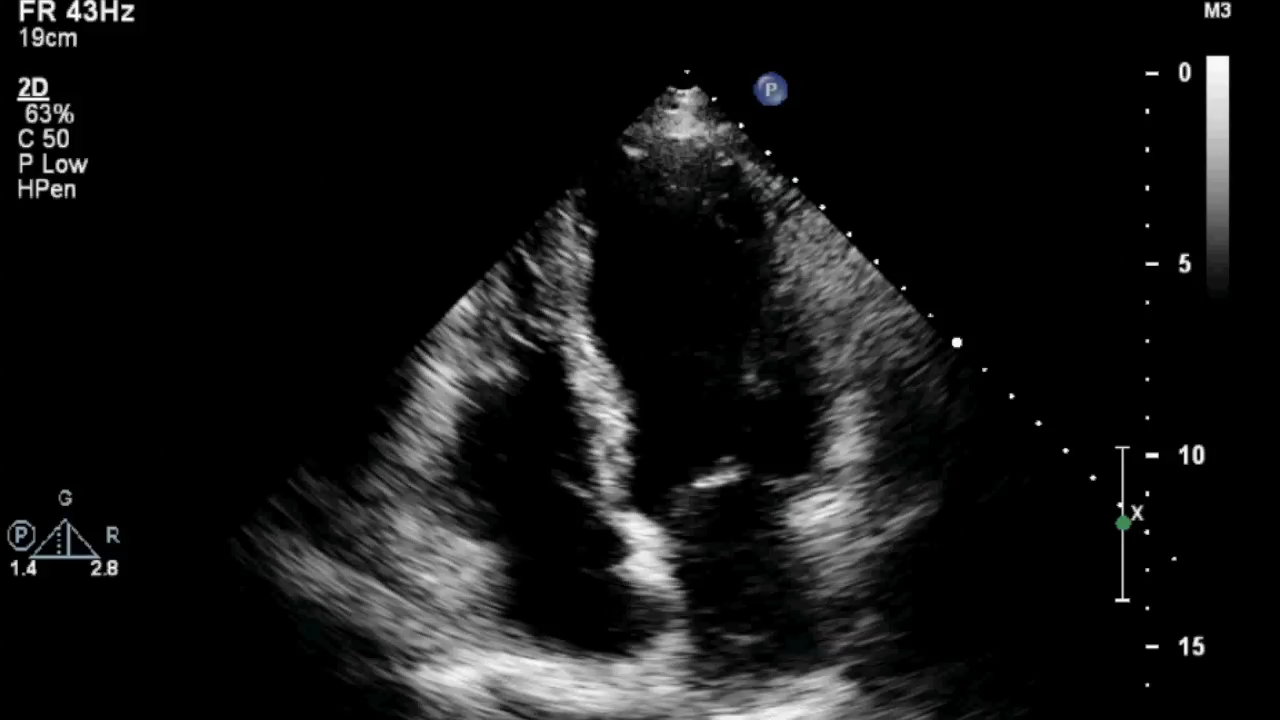 FR 43Hz
19cm
2D
63%
C 50
P Low
HPen
P
M3
0
5
10
X
15
G
P R
1.4 2.8